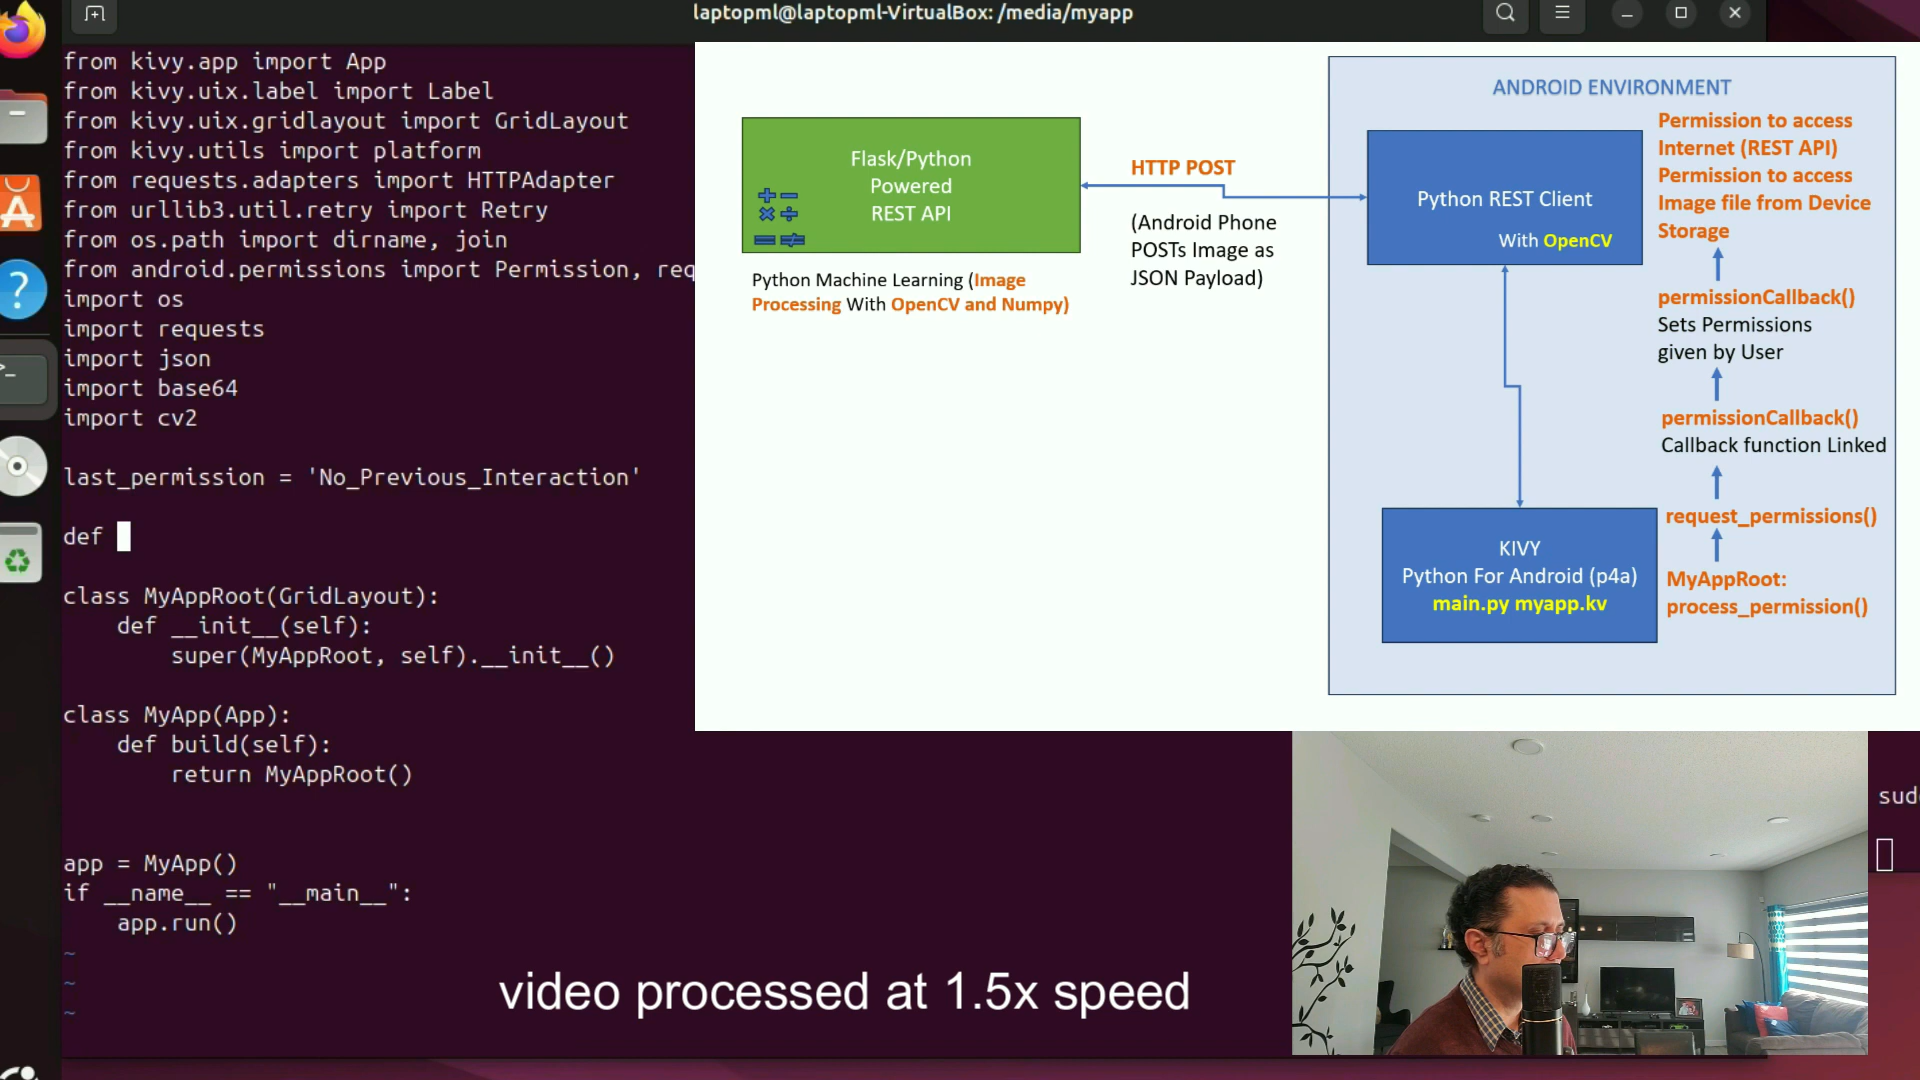 laptopml@laptopml-VirtualBox: /media/myapp
from kivy.app import App
from kivy.uix.label import Label
from kivy.uix.gridlayout import GridLayout
from kivy.utils import platform
from requests.adapters import HTTPAdapter
from urllib3.util.retry import Retry
from os.path import dirname, join
from android.permissions import Permission, req
import os
import requests
import json
import base64
import cv2
last_permission = 'No_Previous_Interaction'
def
class MyAppRoot(GridLayout):
def __init__(self):
super(MyAppRoot, self).__init__()
class MyApp(App):
def build(self):
return MyAppRoot()
app = MyApp()
if __name__ == "__main__":
app.run()
~
~
~
Flask/Python
Powered
REST API
Python Machine Learning (Image
Processing With OpenCV and Numpy)
HTTP POST
(Android Phone
POSTs Image as
JSON Payload)
ANDROID ENVIRONMENT
Python REST Client
With OpenCV
KIVY
Python For Android (p4a)
main.py myapp.kv
Permission to access
Internet (REST API)
Permission to access
Image file from Device
Storage
permissionCallback()
Sets Permissions
given by User
permissionCallback()
Callback function Linked
request_permissions()
MyAppRoot:
process_permission()
sud
video processed at 1.5x speed